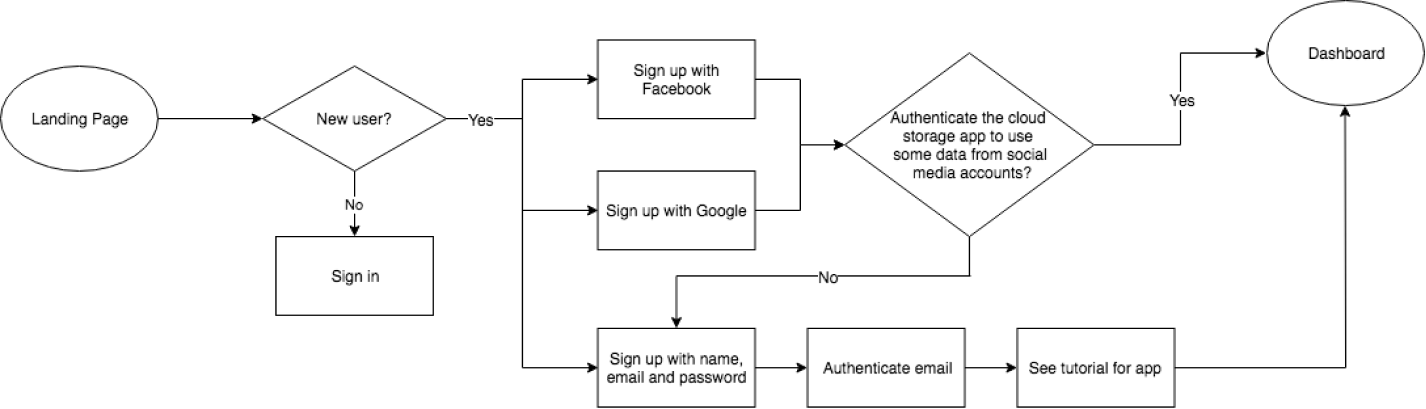 Landing Page
New user?
Yes
No
Sign in
Sign up with
Facebook
Sign up with Google
Sign up with name,
email and password
Authenticate the cloud
storage app to use
some data from social
media accounts?
Yes
No
Authenticate email
See tutorial for app
Dashboard